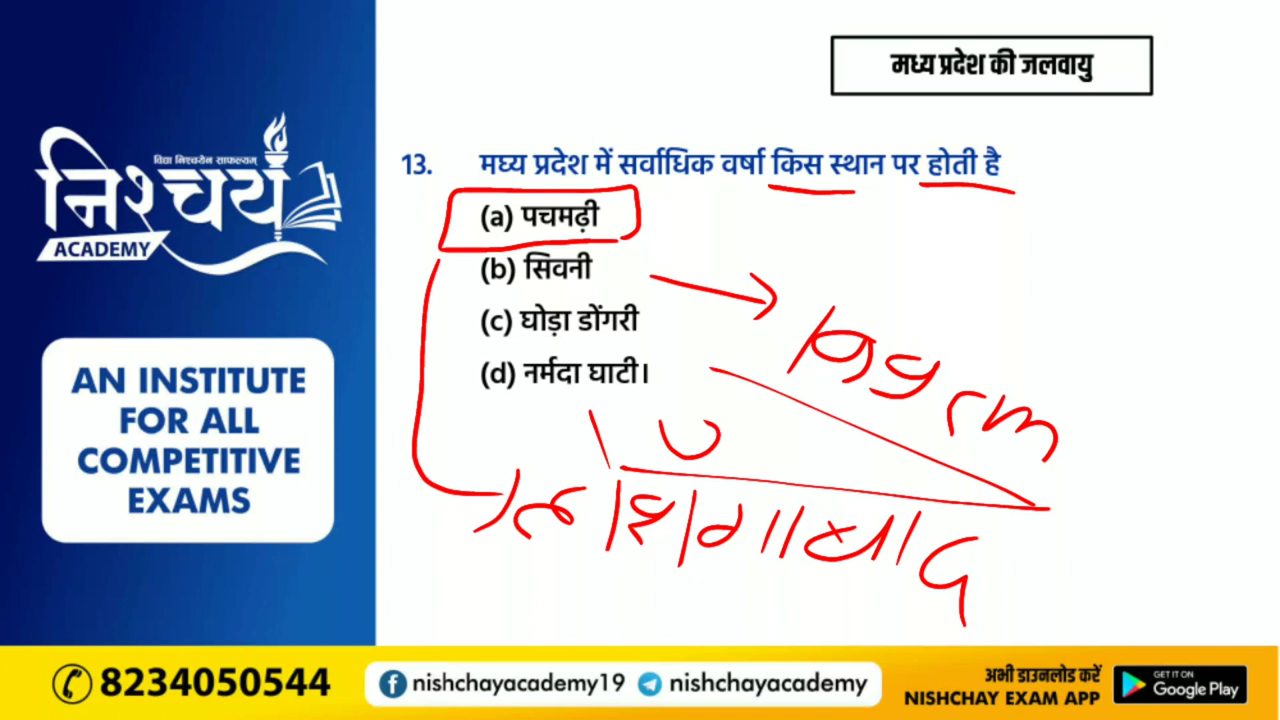 मध्य प्रदेश की जलवायु
विद्या निश्चयेन साफल्यम्
निश्चय
ACADEMY
AN INSTITUTE
FOR ALL
COMPETITIVE
EXAMS
13. मघ्य प्रदेश में सर्वाधिक वर्षा किस स्थान पर होती है
(a) पचमढ़ी
(b) सिवनी
(c) घोड़ा डोंगरी
(d) नर्मदा घाटी।
8234050544
nishchayacademy19
nishchayacademy
अभी डाउनलोड करें
NISHCHAY EXAM APP
GET IT ON
Google Play